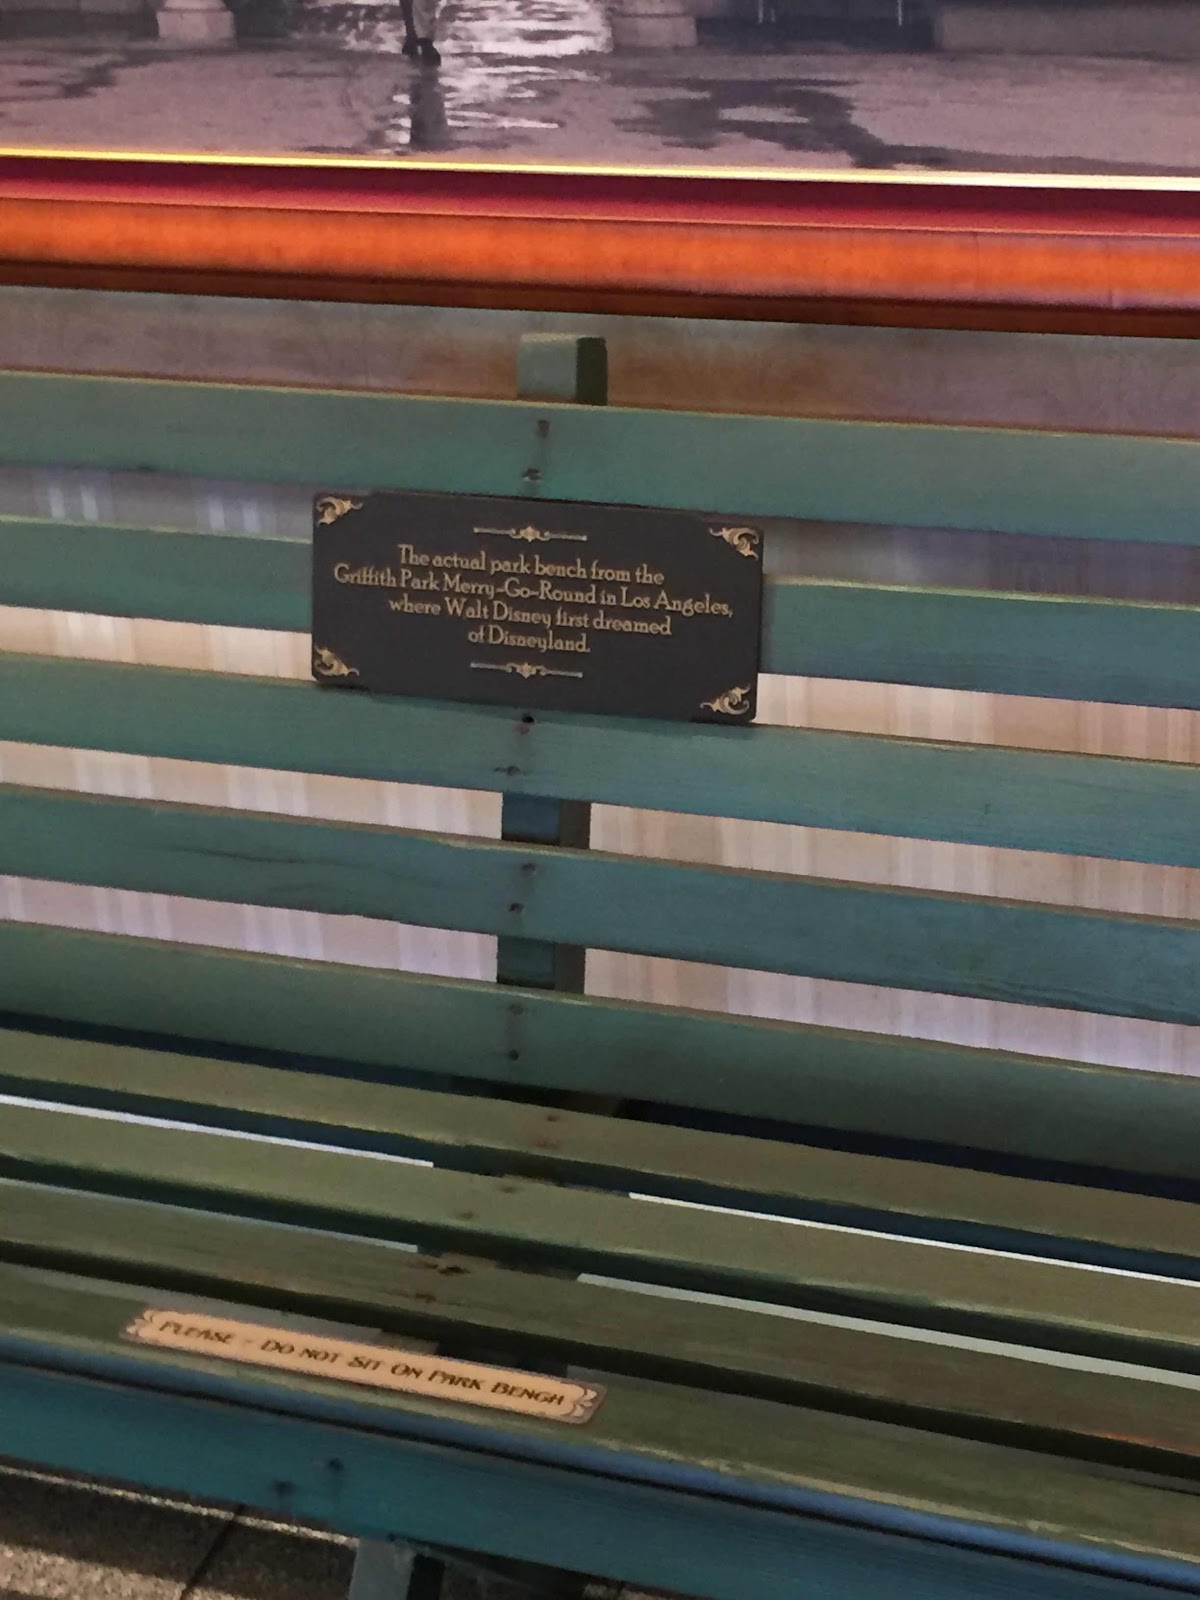 The actual park bench from the
Griffith Park Merry-Go-Round in Los Angeles,
where Walt Disney first dreamed
of Disneyland.
PLEASE - DO NOT SIT ON PARK BENCH